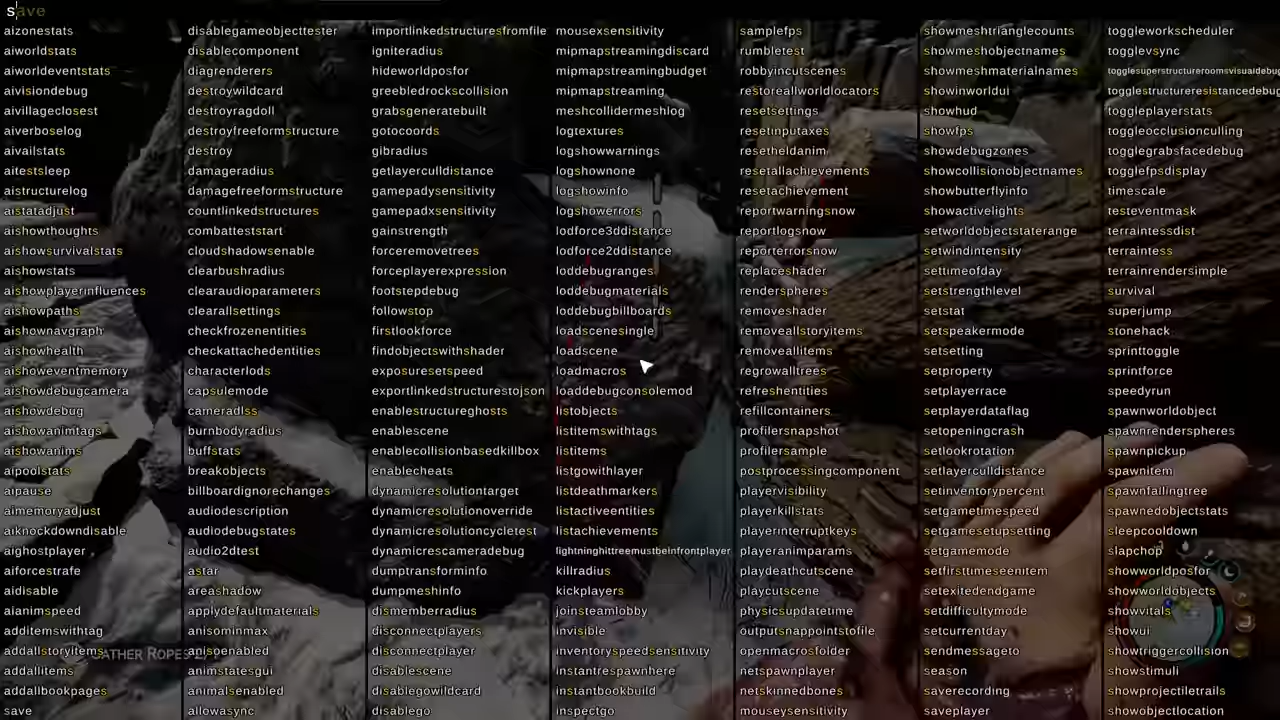 save
aizonestats
aiworldstats
aiworldeventstats
aivisiondebug
aivillageclosest
aiverboselog
aivailstats
aitestsleep
aistructurelog
aistatadjust
aishowthoughts
aishowsurvivalstats
aishowstats
aishowplayerinfluences
aishowpaths
aishownavgraph
aishowhealth
aishoweventmemory
aishowdebugcamera
aishowdebug
aishowanimtags
aishowanims
aipoolstats
aipause
aimemoryadjust
aiknockdowndisable
aighostplayer
aiforcestrafe
aidisable
aianimspeed
additemswithtag
addallstoryitems
addallitems
addallbookpages
save
disablegameobjecttester
disablecomponent
diagrenderers
destroywildcard
destroyragdoll
destroyfreeformstructure
destroy
damageradius
damagefreeformstructure
countlinkedstructures
combatteststart
cloudshadowsenable
clearbushradius
clearaudioparameters
clearallsettings
checkfrozenentities
checkattachedentities
characterlods
capsulemode
cameradlss
burnbodyradius
buffstats
breakobjects
billboardignorechanges
audiodescription
audiodebugstates
audio2dtest
astar
areashadow
applydefaultmaterials
anisominmax
anisoenabled
animstatesgui
animalsenabled
allowasync
importlinkedstructuresfromfile
igniteradius
hideworldposfor
greebledrockscollision
grabsgeneratebuilt
gotocoords
gibradius
getlayerculldistance
gamepadysensitivity
gamepadxsensitivity
gainstrength
forceremovetrees
forceplayerexpression
footstepdebug
followstop
firstlookforce
findobjectswithshader
exposuresetspeed
exportlinkedstructurestojson
enablestructureghosts
enablescene
enablecollisionbasedkillbox
enablecheats
dynamicresolutiontarget
dynamicresolutionoverride
dynamicresolutioncycletest
dynamicrescameradebug
dumptransforminfo
dumpmeshinfo
dismemberradius
disconnectplayers
disconnectplayer
disablescene
disablegowildcard
disablego
mousexsensitivity
mipmapstreamingdiscard
mipmapstreamingbudget
mipmapstreaming
meshcollidermeshlog
logtextures
logshowwarnings
logshownone
logshowinfo
logshowerrors
lodforce3ddistance
lodforce2ddistance
loddebugranges
loddebugmaterials
loddebugbillboards
loadscenesingle
loadscene
loadmacros
loaddebugconsolemod
listobjects
listitemswithtags
listitems
listgowithlayer
listdeathmarkers
listactiveentities
listachievements
lightninghittreemustbeinfrontplayer
killradius
kickplayers
joinsteamlobby
invisible
inventoryspeedsensitivity
instantrespawnhere
instantbookbuild
inspectgo
samplefps
rumbletest
robbyincutscenes
restoreallworldlocators
resetsettings
resetinputaxes
resetheldanim
resetallachievements
resetachievement
reportwarningsnow
reportlogsnow
reporterrorsnow
replaceshader
renderspheres
removeshader
removeallstoryitems
removeallitems
regrowalltrees
refreshentities
refillcontainers
profilersnapshot
profilersample
postprocessingcomponent
playervisibility
playerkillstats
playerinterruptkeys
playeranimparams
playdeathcutscene
playcutscene
physicsupdatetime
outputsnappointstofile
openmacrosfolder
netspawnplayer
netskinnedbones
mouseysensitivity
showmeshtrianglecounts
showmeshobjectnames
showmeshmaterialnames
showinworldui
showhud
showfps
showdebugzones
showcollisionobjectnames
showbutterflyinfo
showactivelights
setworldobjectstaterange
setwindintensity
settimeofday
setstrengthlevel
setstat
setspeakermode
setsetting
setproperty
setplayerrace
setplayerdataflag
setopeningcrash
setlookrotation
setlayerculldistance
setinventorypercent
setgametimespeed
setgamesetupsetting
setgamemode
setfirsttimeseenitem
setexitedendgame
setdifficultymode
setcurrentday
sendmessageto
season
saverecording
saveplayer
toggleworkscheduler
togglevsync
togglesuperstructureroomsvisualdebug
togglestructureresistancedebug
toggleplayerstats
toggleocclusionculling
togglegrabsfacedebug
togglefpsdisplay
timescale
testeventmask
terraintessdist
terraintess
terrainrendersimple
survival
superjump
stonehack
sprinttoggle
sprintforce
speedyrun
spawnworldobject
spawnrenderspheres
spawnpickup
spawnitem
spawnfallingtree
spawnedobjectstats
sleepcooldown
slapchop
showworldposfor
showworldobjects
showvitals
showui
showtriggercollision
showstimuli
showprojectiletrails
showobjectlocation
GATHER ROPES